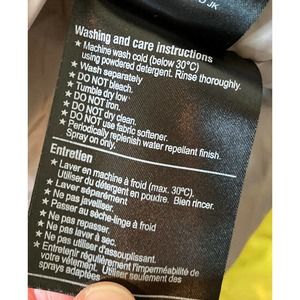 JK
Washing and care instructions
• Machine wash cold (below 30°C)
using powdered detergent. Rinse thoroughly.
• Wash separately
• DO NOT bleach.
• Tumble dry low
• DO NOT iron.
• DO NOT dry clean.
• DO NOT use fabric softener.
• Periodically replenish water repellant finish.
Spray on only.
Entretien
• Laver en machine à froid (max. 30°C).
Utiliser du détergent en poudre. Bien rincer.
• Laver séparément
• Ne pas javelliser.
• Passer au sèche-linge à froid
• Ne pas repasser.
• Ne pas laver à sec.
• Ne pas utiliser d'assouplissant.
• Entretenir régulièrement l'imperméabilité de
votre vêtement. Utiliser uniquement des
sprays adaptées